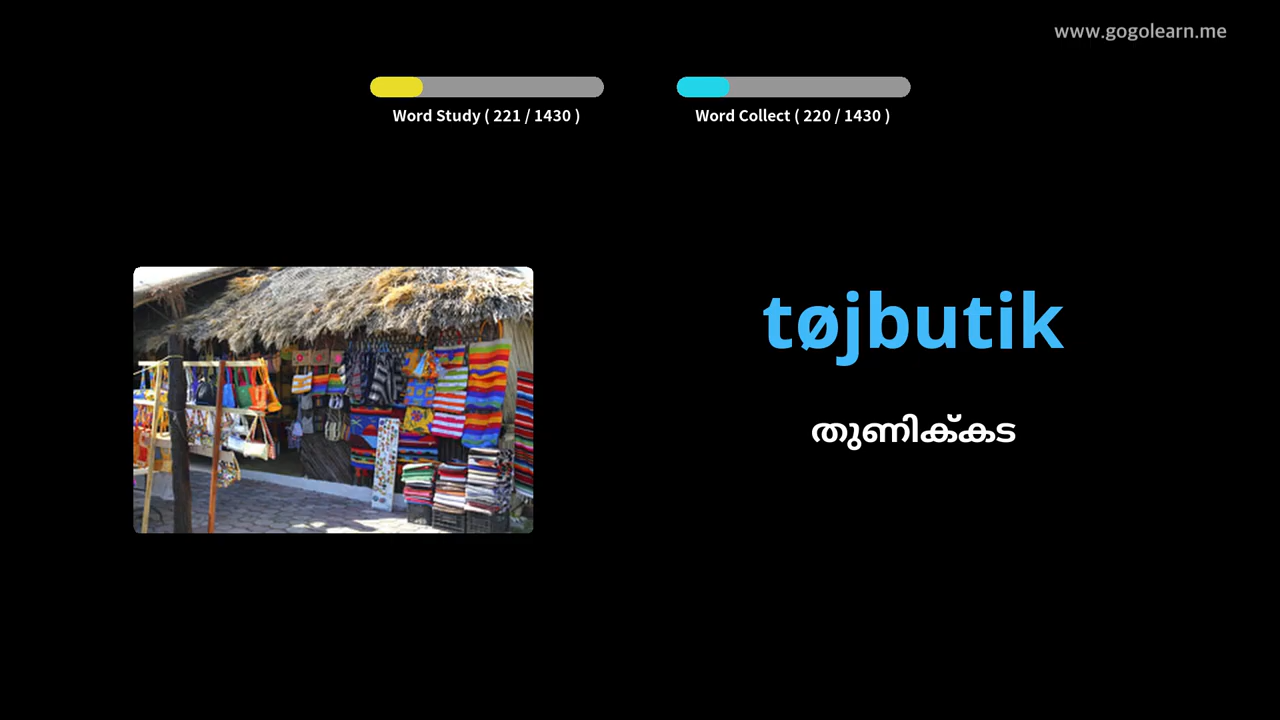 www.gogolearn.me
Word Study ( 221 / 1430 )
Word Collect ( 220 / 1430 )
tøjbutik
തുണിക്കട